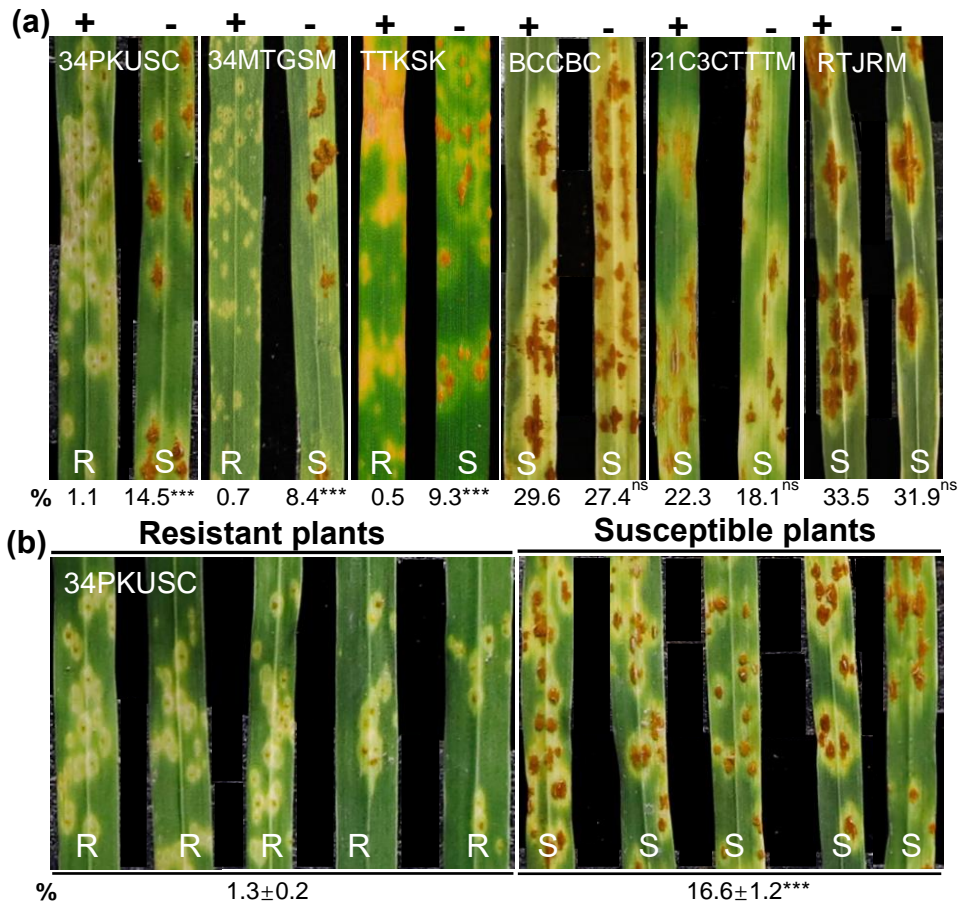 (a) + - + - + - + - + - + -
34PKUSC 34MTGSM TTKSK BCCBC 21C3CTTTM RTJRM
R S R S R S S S S S S S
% 1.1 14.5*** 0.7 8.4*** 0.5 9.3*** 29.6 27.4ns 22.3 18.1ns 33.5 31.9ns
(b) Resistant plants Susceptible plants
34PKUSC
R R R R R S S S S S
% 1.3±0.2 16.6±1.2***